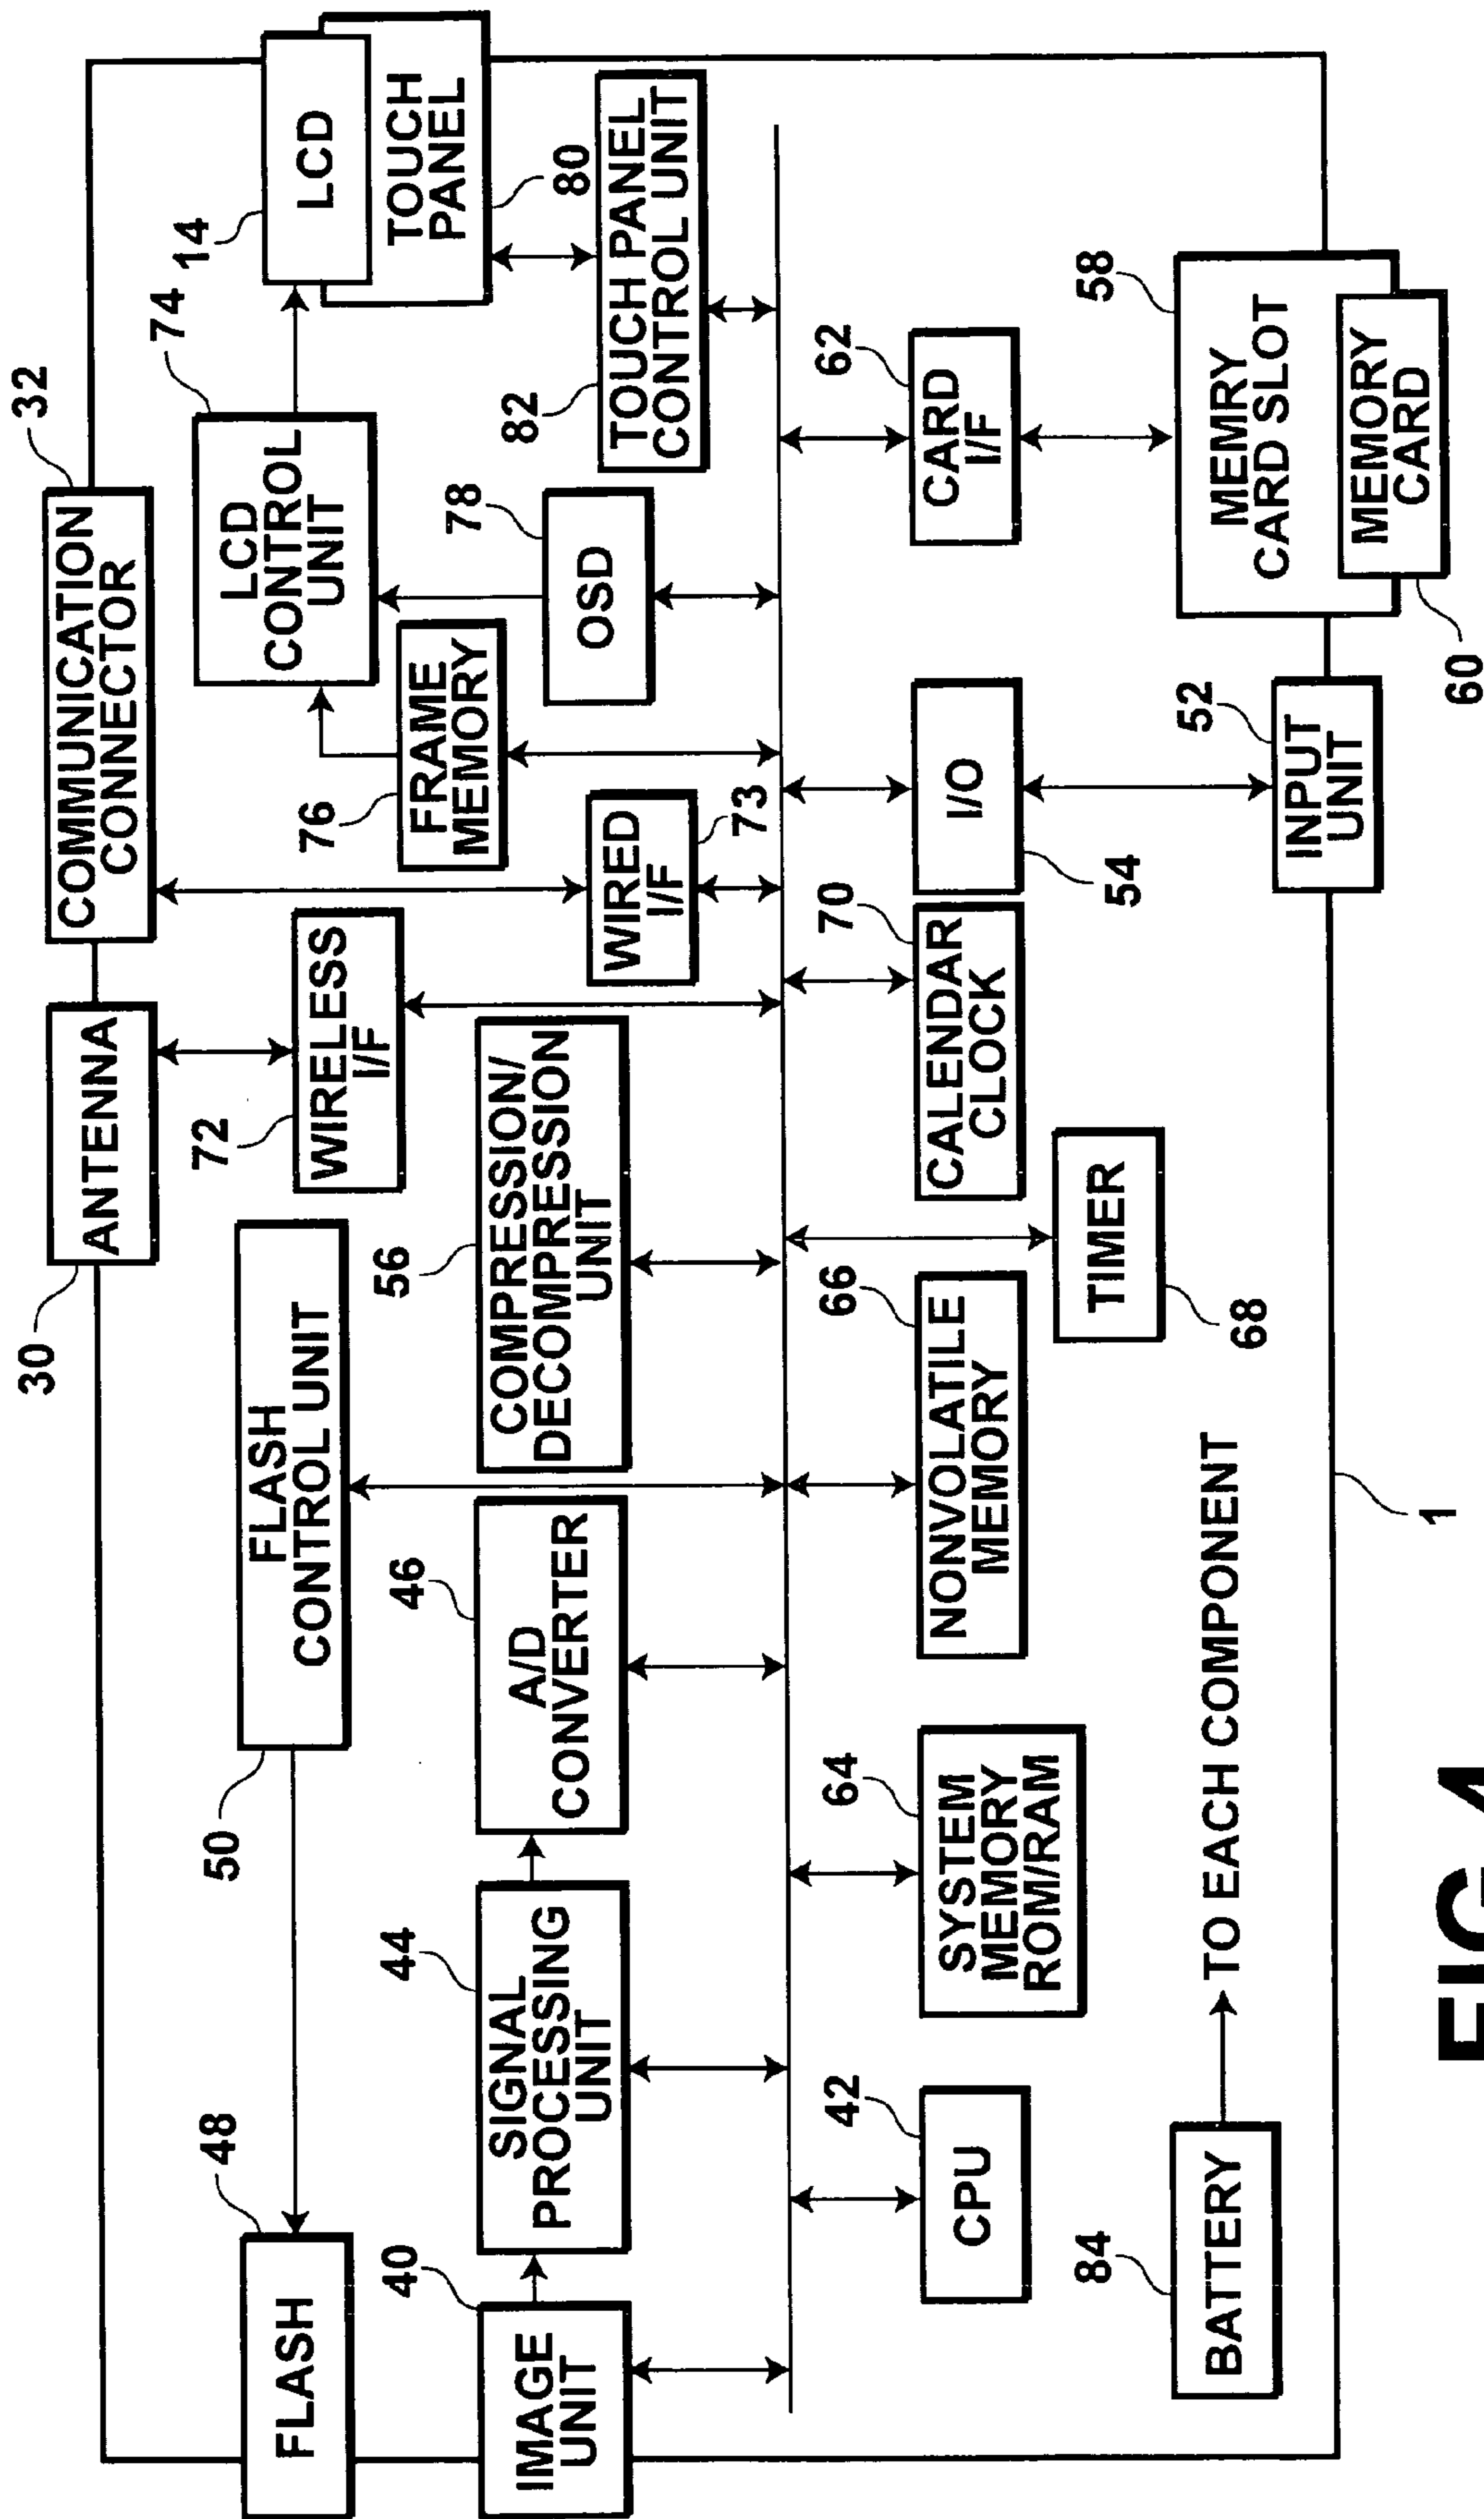 30
ANTENNA
COMMUNICATION
CONNECTOR
32
48
FLASH
50
FLASH
CONTROL UNIT
72
WIRELESS
I/F
74
LCD
CONTROL
UNIT
14
LCD
TOUCH
PANEL
80
40
IMAGE
UNIT
44
SIGNAL
PROCESSING
UNIT
46
A/D
CONVERTER
56
COMPRESSION/
DECOMPRESSION
UNIT
WIRED
I/F
73
76
FRAME
MEMORY
78
OSD
82
TOUCH PANEL
CONTROL UNIT
42
CPU
64
SYSTEM
MEMORY
ROM/RAM
66
NONVOLATILE
MEMORY
TIMER
68
70
CALENDAR
CLOCK
I/O
54
62
CARD
I/F
84
BATTERY
TO EACH COMPONENT
52
INPUT
UNIT
58
MEMRY
CARD SLOT
MEMORY
CARD
60
1